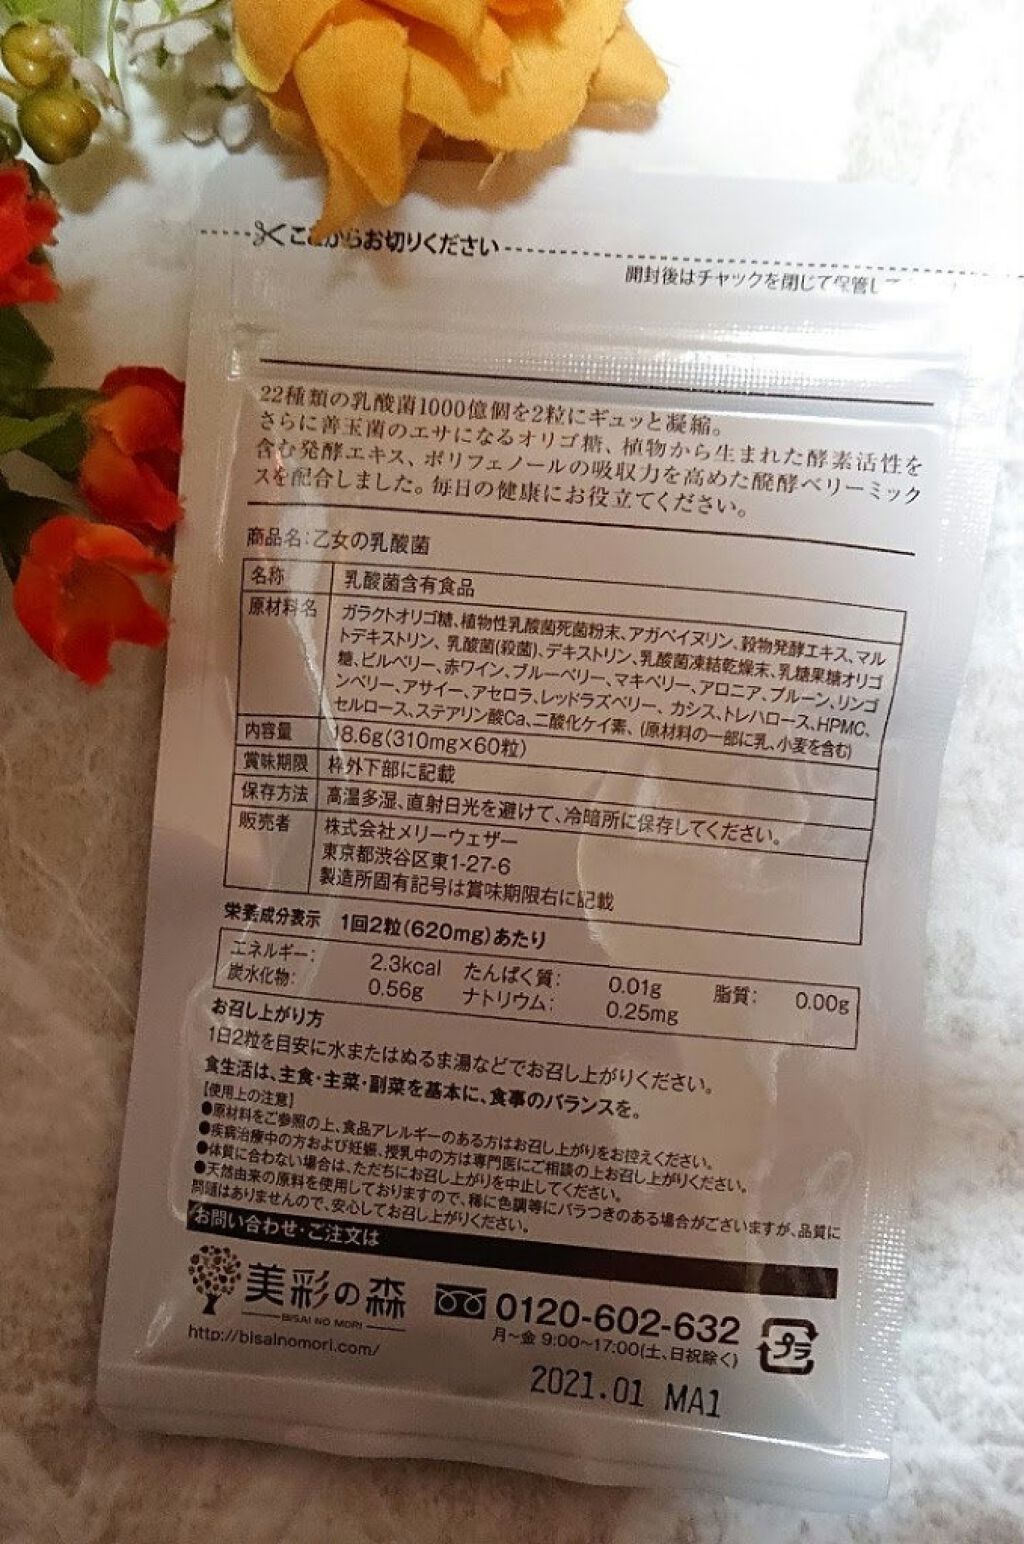 ここからお切りください
開封後はチャックを閉じて保管し
22種類の乳酸菌1000億個を2粒にギュッと凝縮。
さらに善玉菌のエサになるオリゴ糖、植物から生まれた酵素活性を
含む発酵エキス、ポリフェノールの吸収力を高めた醗酵ベリーミック
スを配合しました。毎日の健康にお役立てください。
商品名:乙女の乳酸菌
名称 乳酸菌含有食品
原材料名 ガラクトオリゴ糖、植物性乳酸菌死菌粉末、アガベイヌリン、穀物発酵エキス、マル
トデキストリン、乳酸菌(殺菌)、デキストリン、乳酸菌凍結乾燥末、乳糖果糖オリゴ
糖、ビルベリー、赤ワイン、ブルーベリー、マキベリー、アロニア、プルーン、リンゴ
ンベリー、アサイー、アセロラ、レッドラズベリー、カシス、トレハロース、HPMC、
セルロース、ステアリン酸Ca、二酸化ケイ素、(原材料の一部に乳、小麦を含む)
内容量 18.6g(310mg×60粒)
賞味期限 枠外下部に記載
保存方法 高温多湿、直射日光を避けて、冷暗所に保存してください。
販売者 株式会社メリーウェザー
東京都渋谷区東1-27-6
製造所固有記号は賞味期限右に記載
栄養成分表示 1回2粒(620mg)あたり
エネルギー: 2.3kcal たんぱく質: 0.01g 脂質: 0.00g
炭水化物: 0.56g ナトリウム: 0.25mg
お召し上がり方
1日2粒を目安に水またはぬるま湯などでお召し上がりください。
食生活は、主食・主菜・副菜を基本に、食事のバランスを。
【使用上の注意】
●原材料をご参照の上、食品アレルギーのある方はお召し上がりをお控えください。
●疾病治療中の方および妊娠、授乳中の方は専門医にご相談の上お召し上がりください。
●体質に合わない場合は、ただちにお召し上がりを中止してください。
●天然由来の原料を使用しておりますので、稀に色調等にバラつきのある場合がございますが、品質に
問題はありませんので、安心してお召し上がりください。
お問い合わせ・ご注文は
美彩の森
BISAI NO MORI
0120-602-632
月~金 9:00~17:00(土、日祝除く)
http://bisainomori.com/
プラ
2021.01 MA1